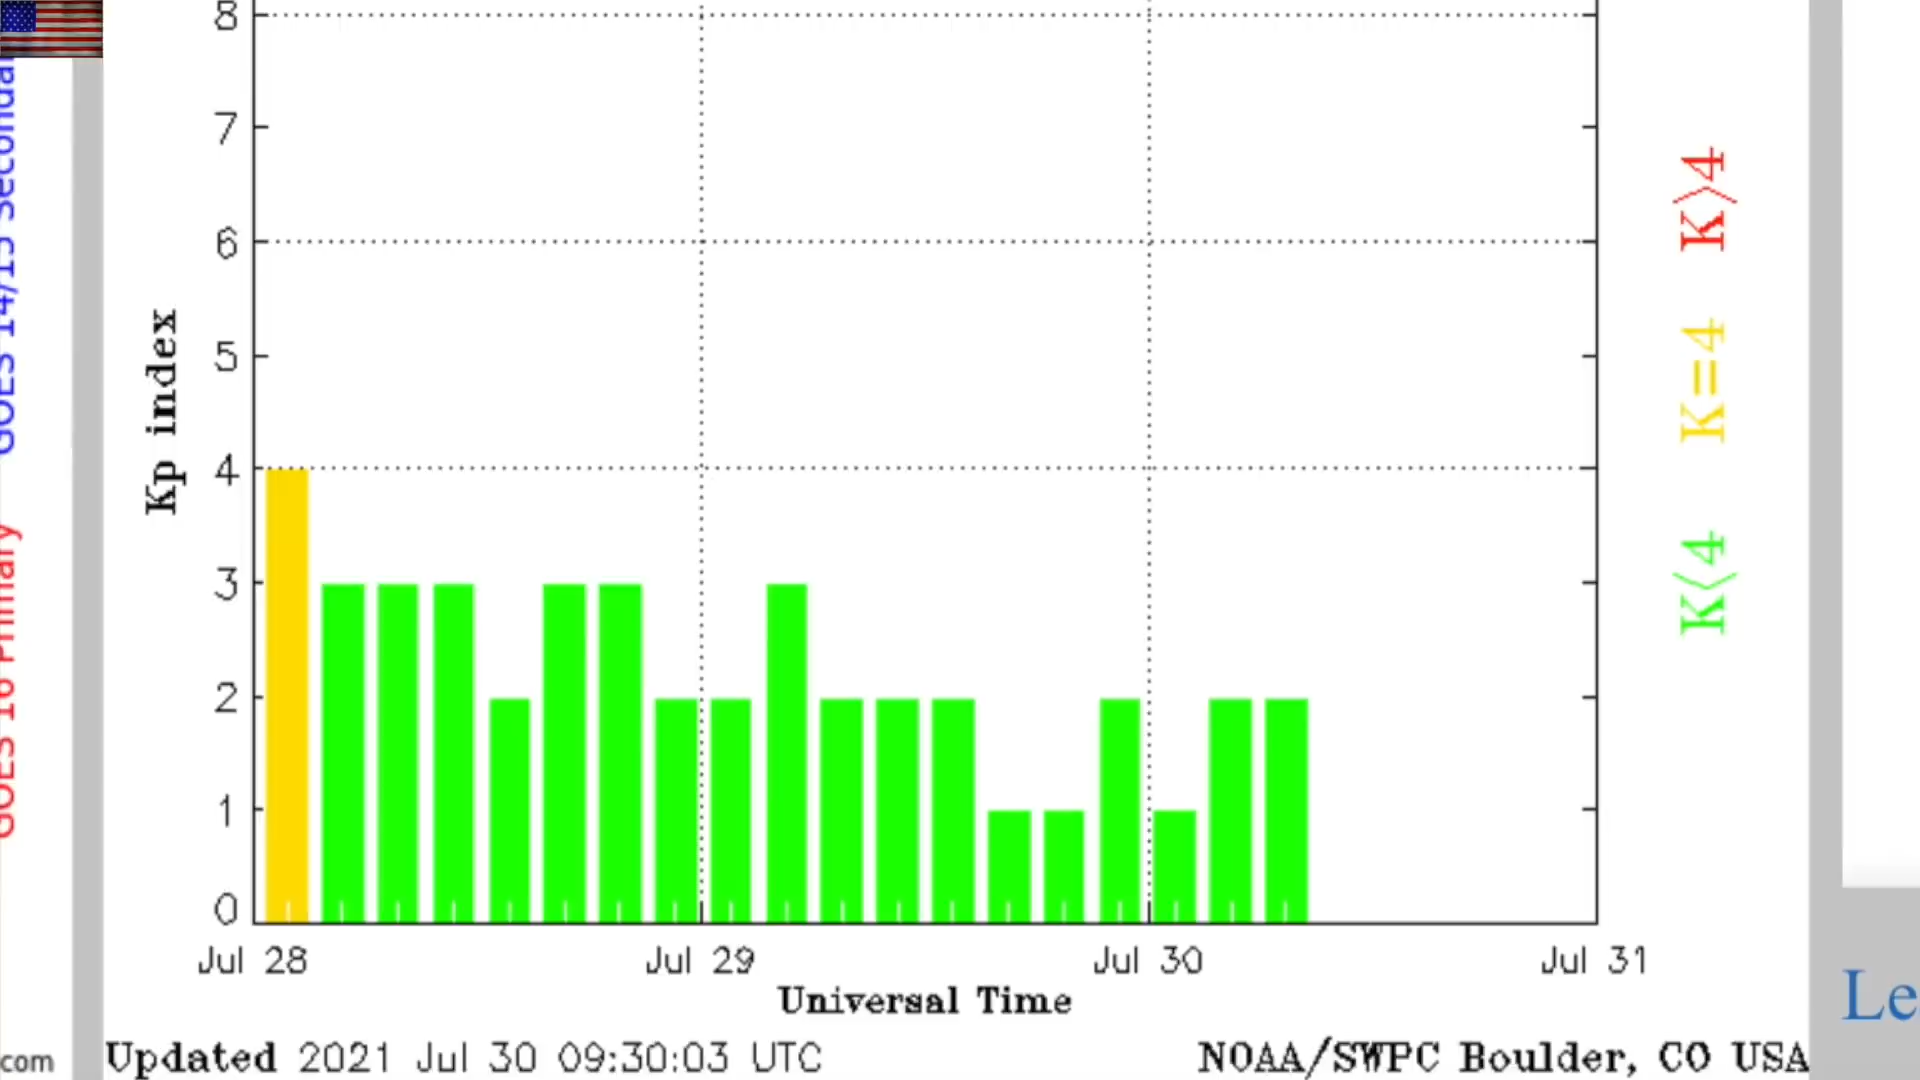 8
7
6
5
4
3
2
1
0
Kp index
K>4
K=4
K<4
Jul 28 Jul 29 Jul 30 Jul 31
Universal Time
Updated 2021 Jul 30 09:30:03 UTC
NOAA/SWPC Boulder, CO USA
GOES 14/15
GOES 16 Primary
com
Le